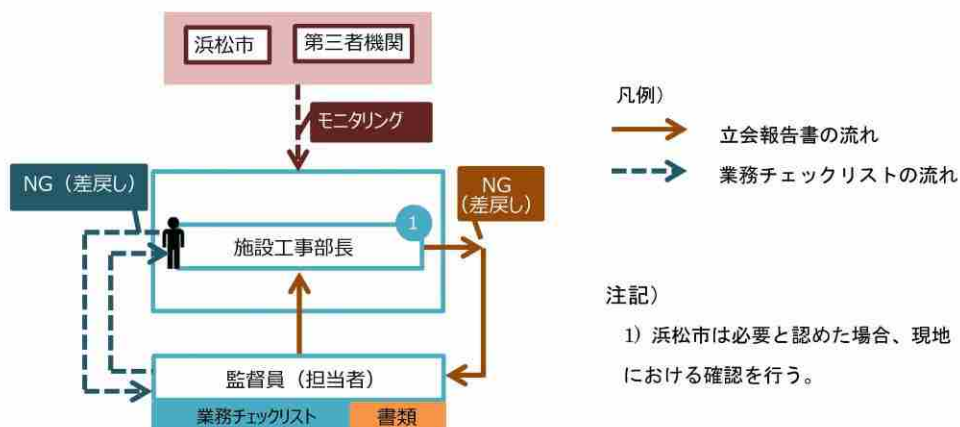 浜松市
第三者機関
モニタリング
NG（差戻し）
NG
（差戻し）
1
施設工事部長
監督員（担当者）
業務チェックリスト
書類
凡例）
立会報告書の流れ
業務チェックリストの流れ
注記）
1) 浜松市は必要と認めた場合、現地
における確認を行う。